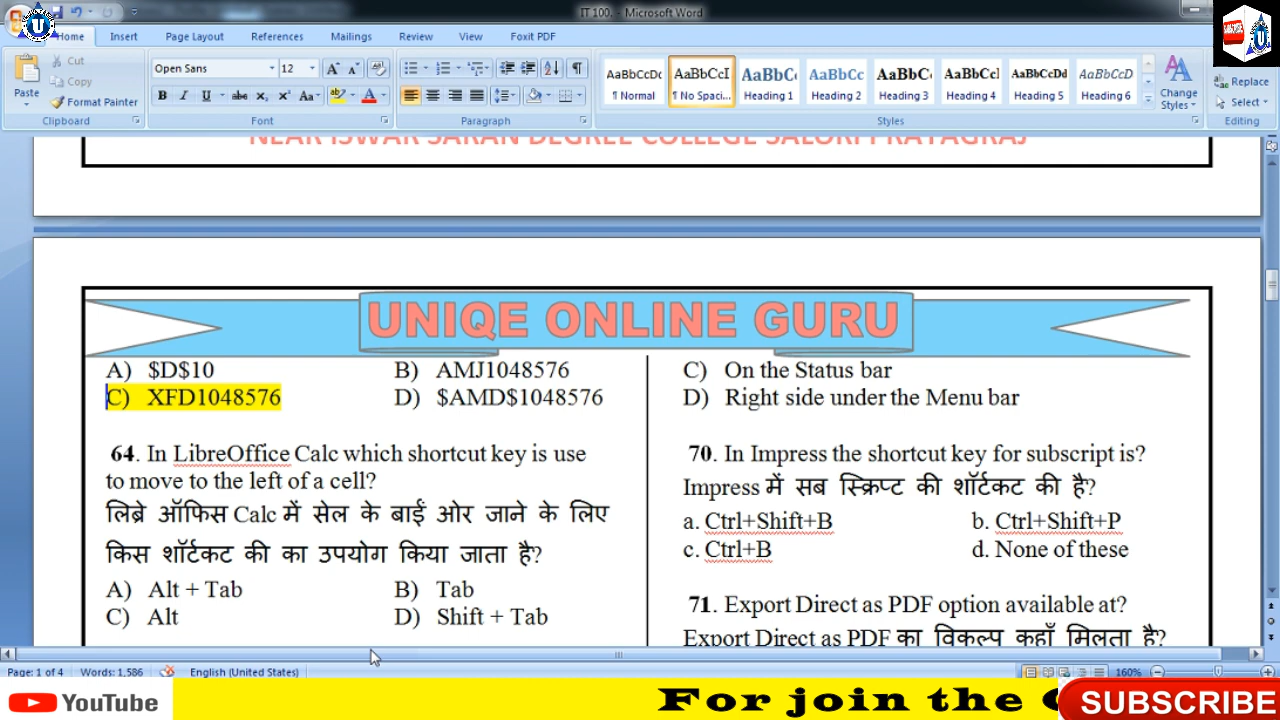 IT 100. - Microsoft Word
Home Insert Page Layout References Mailings Review View Foxit PDF
Paste
Cut
Copy
Format Painter
Clipboard
Open Sans 12
Font
Paragraph
AaBbCcDc AaBbCcI AaBbC AaBbCc AaBbC AaBbCcI AaBbCcDd AaBbCcD
¶ Normal ¶ No Spaci... Heading 1 Heading 2 Heading 3 Heading 4 Heading 5 Heading 6
Change Styles
Styles
Replace
Select
Editing
NEAR ISWAR SARAN DEGREE COLLEGE SALORI PRAYAGRAJ
UNIQE ONLINE GURU
A) $D$10 B) AMJ1048576
C) XFD1048576 D) $AMD$1048576
64. In LibreOffice Calc which shortcut key is use
to move to the left of a cell?
लिब्रे ऑफिस Calc में सेल के बाईं ओर जाने के लिए
किस शॉर्टकट की का उपयोग किया जाता है?
A) Alt + Tab B) Tab
C) Alt D) Shift + Tab
C) On the Status bar
D) Right side under the Menu bar
70. In Impress the shortcut key for subscript is?
Impress में सब स्क्रिप्ट की शॉर्टकट की है?
a. Ctrl+Shift+B b. Ctrl+Shift+P
c. Ctrl+B d. None of these
71. Export Direct as PDF option available at?
Export Direct as PDF का विकल्प कहाँ मिलता है?
Page: 1 of 4 Words: 1,586 English (United States) 160%
YouTube
For join the
SUBSCRIBE